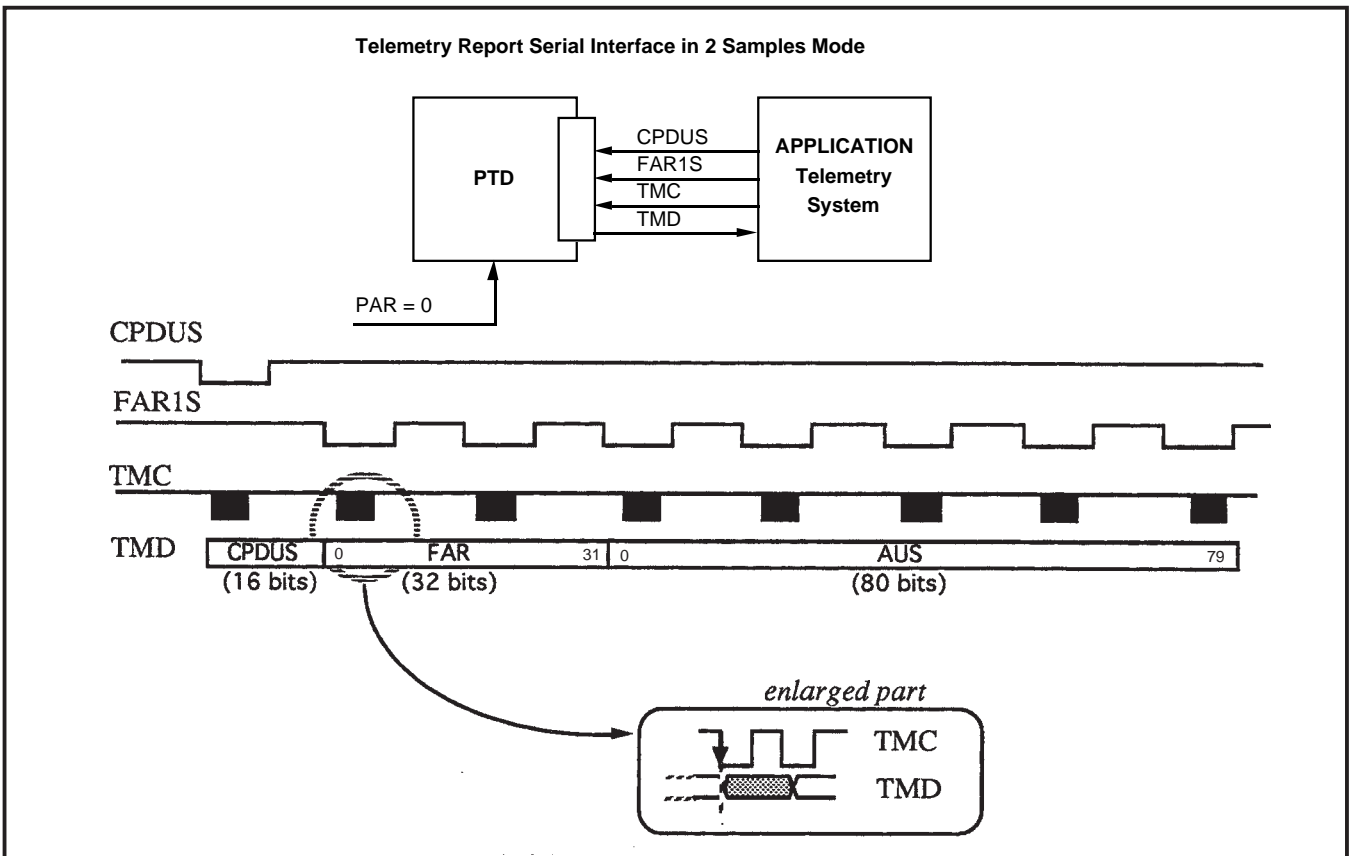 Telemetry Report Serial Interface in 2 Samples Mode
PTD
CPDUS
FAR1S
TMC
TMD
APPLICATION
Telemetry
System
PAR = 0
CPDUS
FAR1S
TMC
TMD
CPDUS
0 FAR 31
0 AUS 79
(16 bits)
(32 bits)
(80 bits)
enlarged part
TMC
TMD